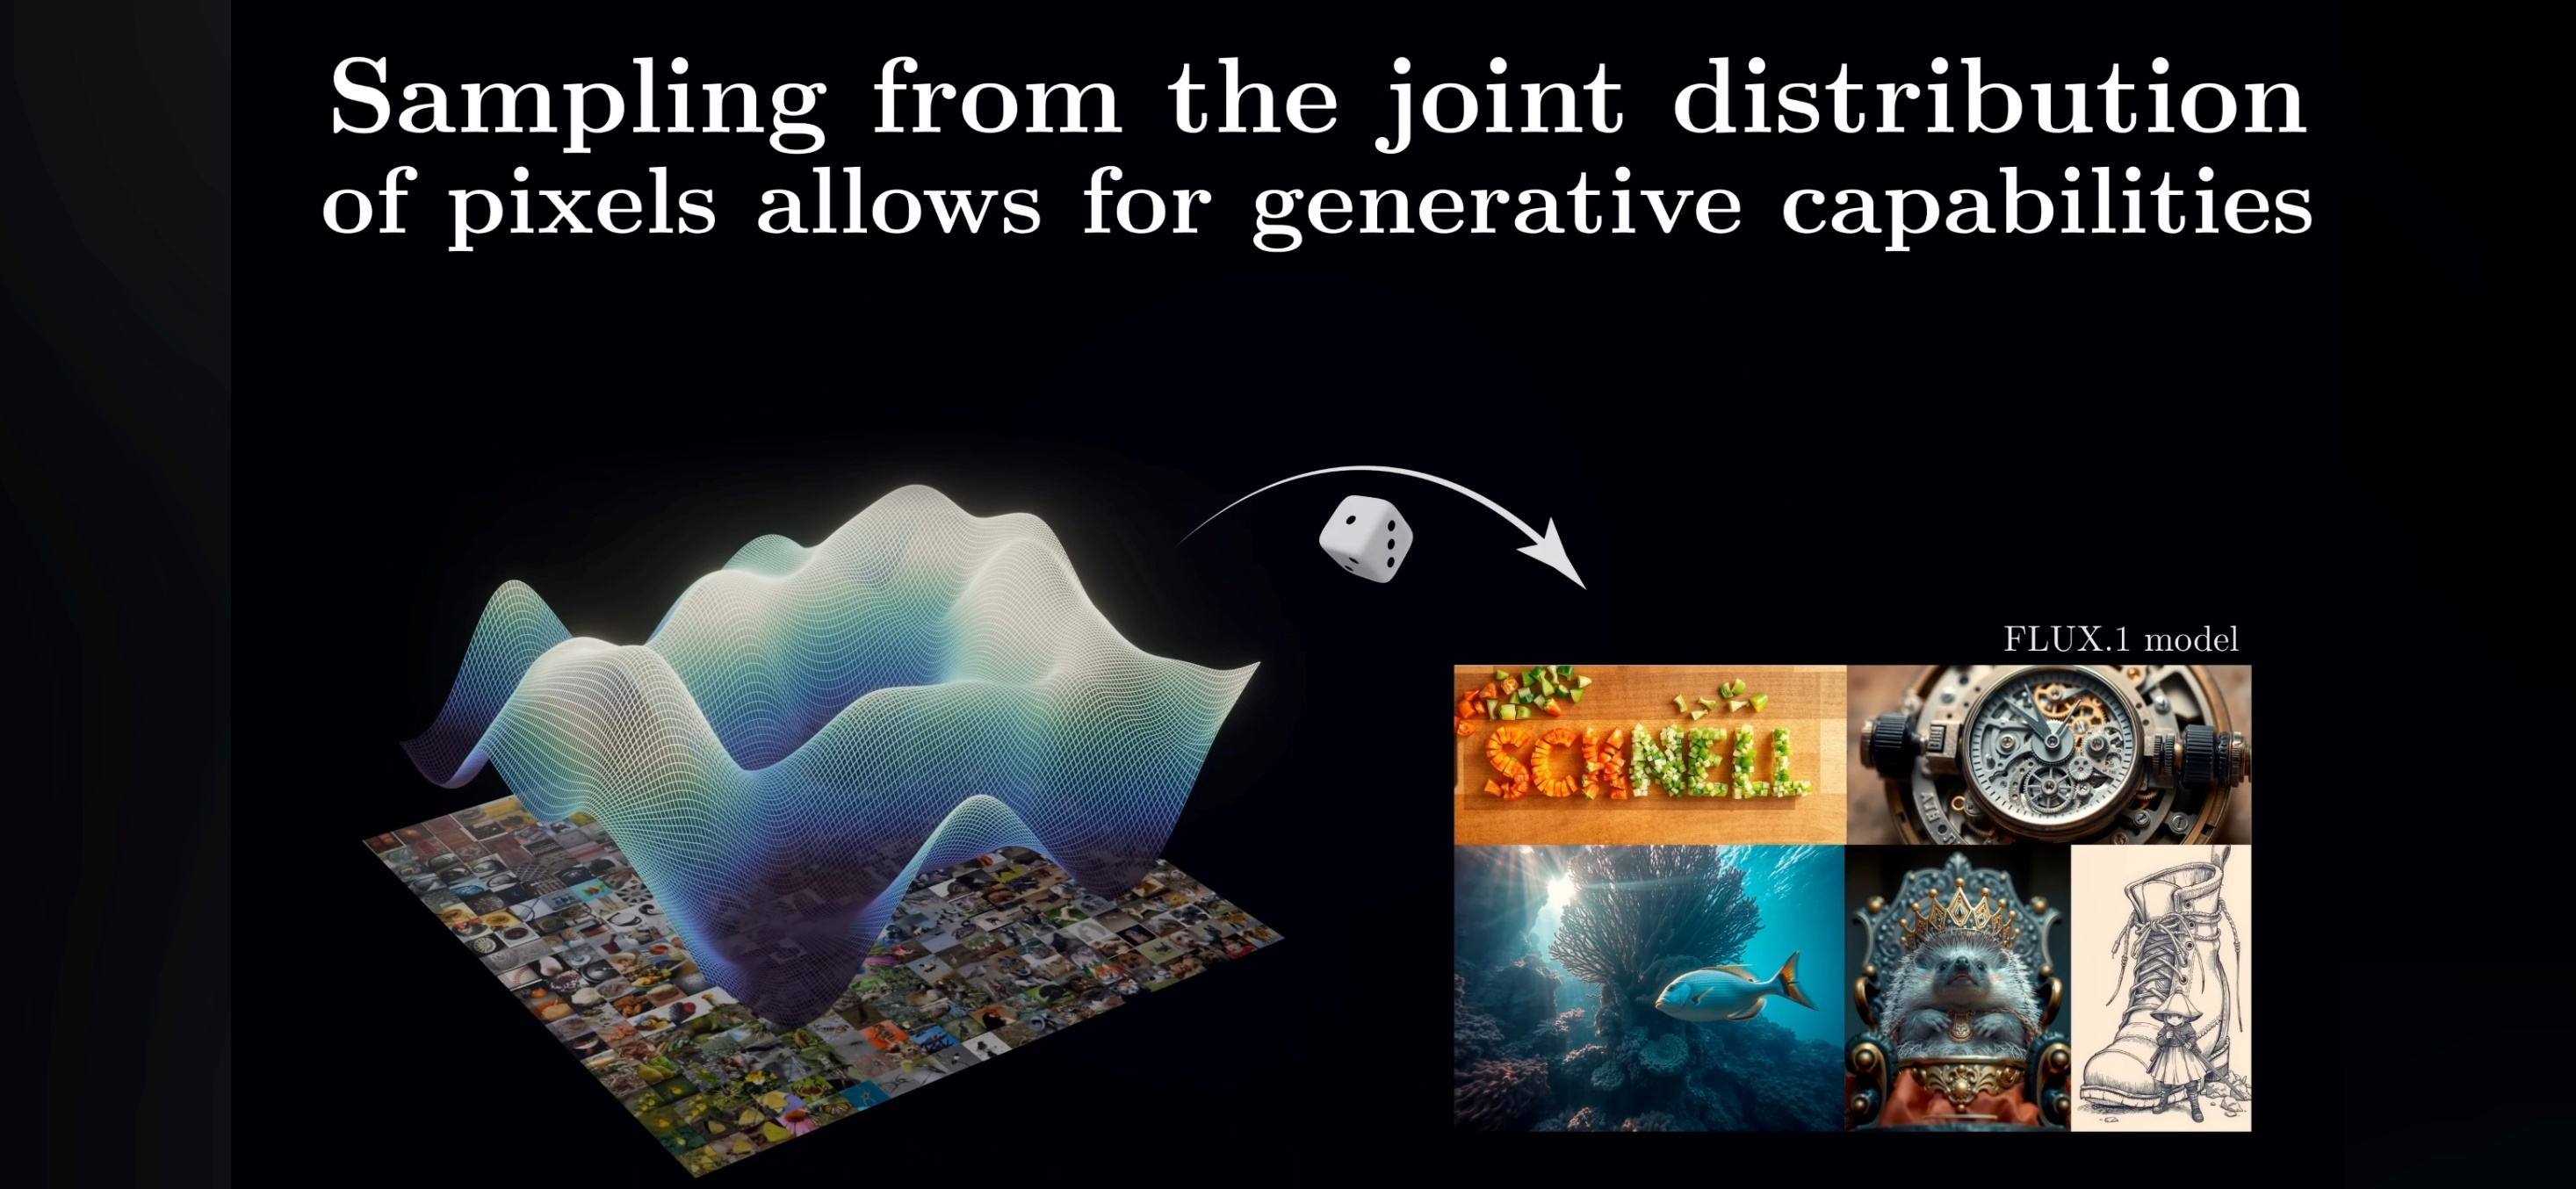 Sampling from the joint distribution
of pixels allows for generative capabilities
FLUX.1 model
SCHNELL